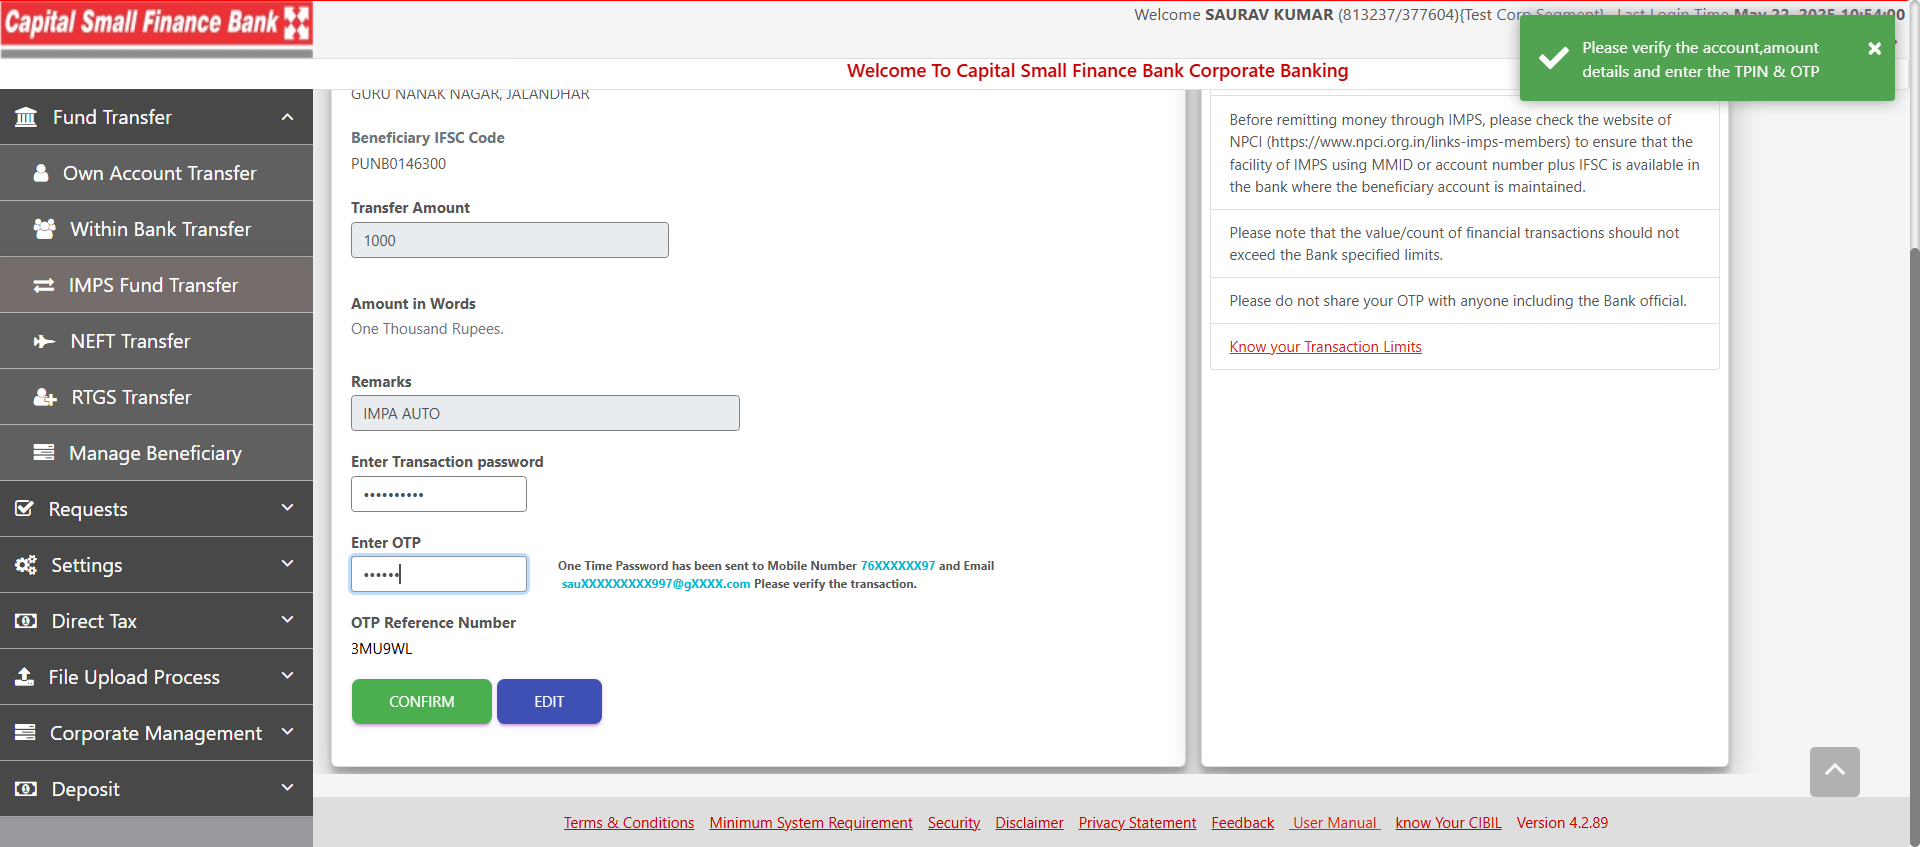 Capital Small Finance Bank
Welcome SAURAV KUMAR (813237/377604){Test Corp Segment} Last Login Time May 22, 2025 10:54:00
Please verify the account,amount
details and enter the TPIN & OTP
Welcome To Capital Small Finance Bank Corporate Banking
Fund Transfer
Own Account Transfer
Within Bank Transfer
IMPS Fund Transfer
NEFT Transfer
RTGS Transfer
Manage Beneficiary
Requests
Settings
Direct Tax
File Upload Process
Corporate Management
Deposit
GURU NANAK NAGAR, JALANDHAR
Beneficiary IFSC Code
PUNB0146300
Transfer Amount
1000
Amount in Words
One Thousand Rupees.
Remarks
IMPA AUTO
Enter Transaction password
••••••••••
Enter OTP
••••••
One Time Password has been sent to Mobile Number 76XXXXXX97 and Email
sauXXXXXXXXX997@gXXXX.com Please verify the transaction.
OTP Reference Number
3MU9WL
CONFIRM
EDIT
Before remitting money through IMPS, please check the website of
NPCI (https://www.npci.org.in/links-imps-members) to ensure that the
facility of IMPS using MMID or account number plus IFSC is available in
the bank where the beneficiary account is maintained.
Please note that the value/count of financial transactions should not
exceed the Bank specified limits.
Please do not share your OTP with anyone including the Bank official.
Know your Transaction Limits
Terms & Conditions Minimum System Requirement Security Disclaimer Privacy Statement Feedback User Manual know Your CIBIL Version 4.2.89